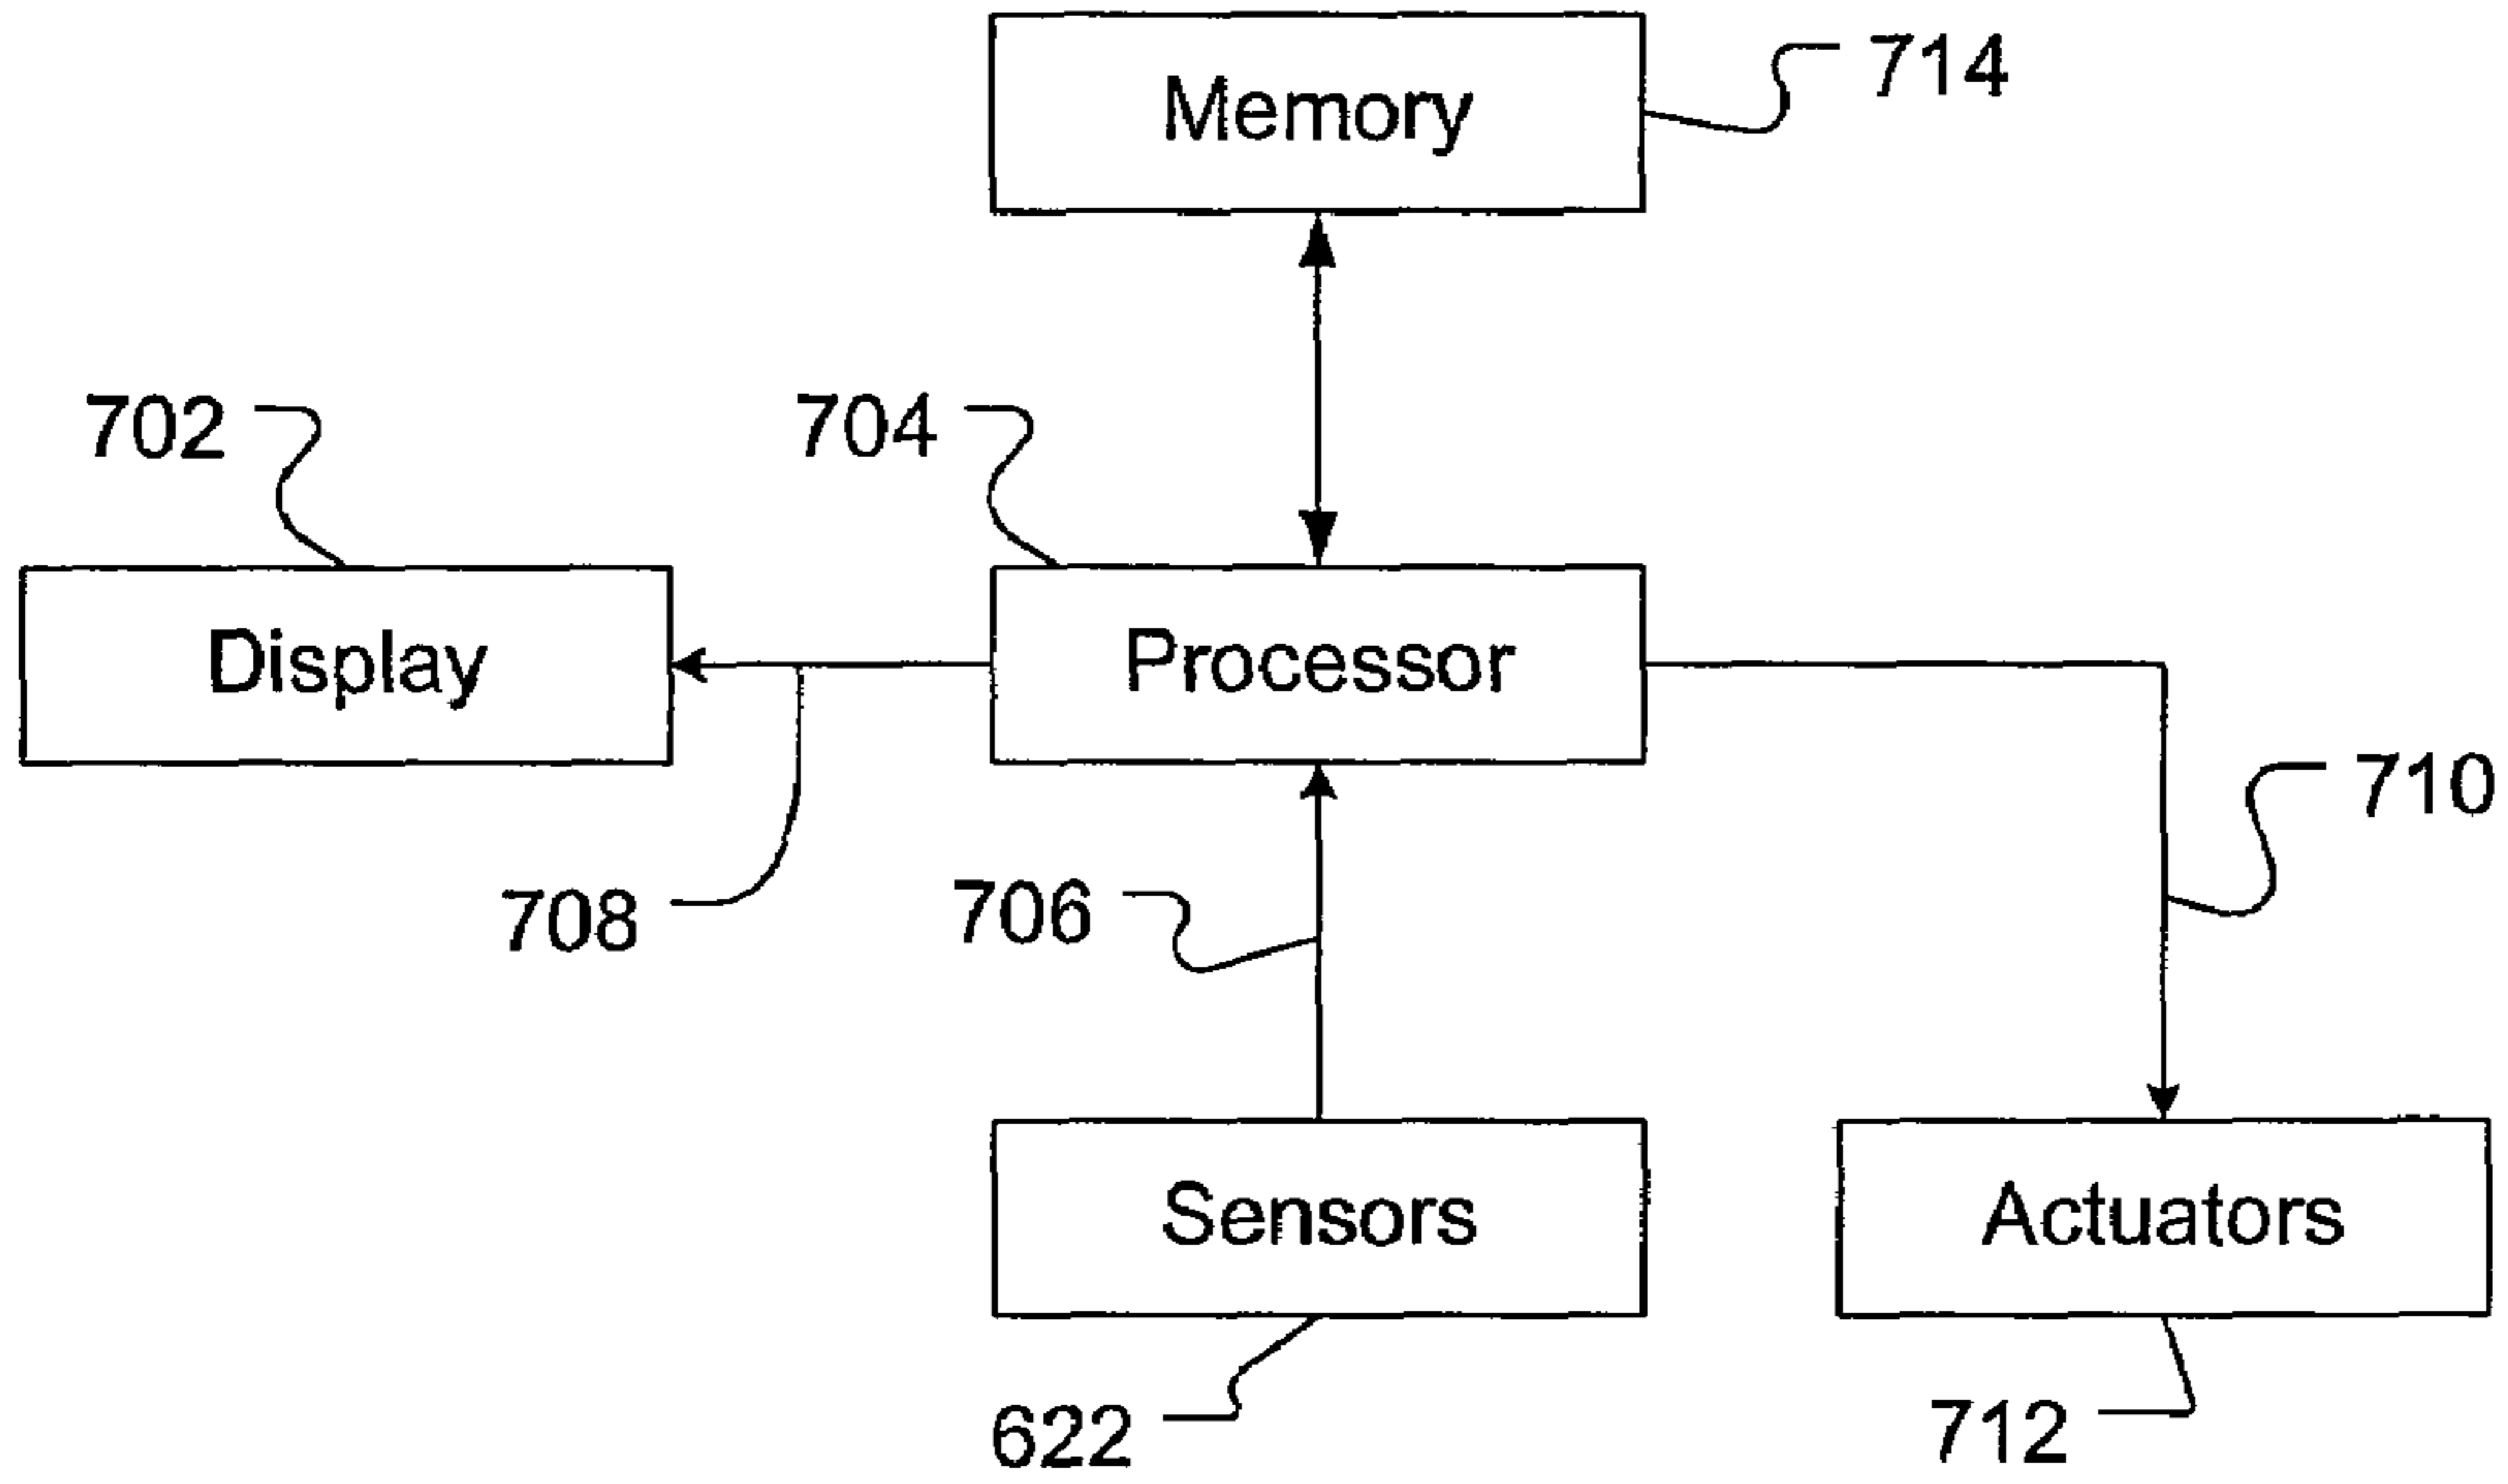 Memory
714
702
704
Display
Processor
710
708
706
Sensors
Actuators
622
712